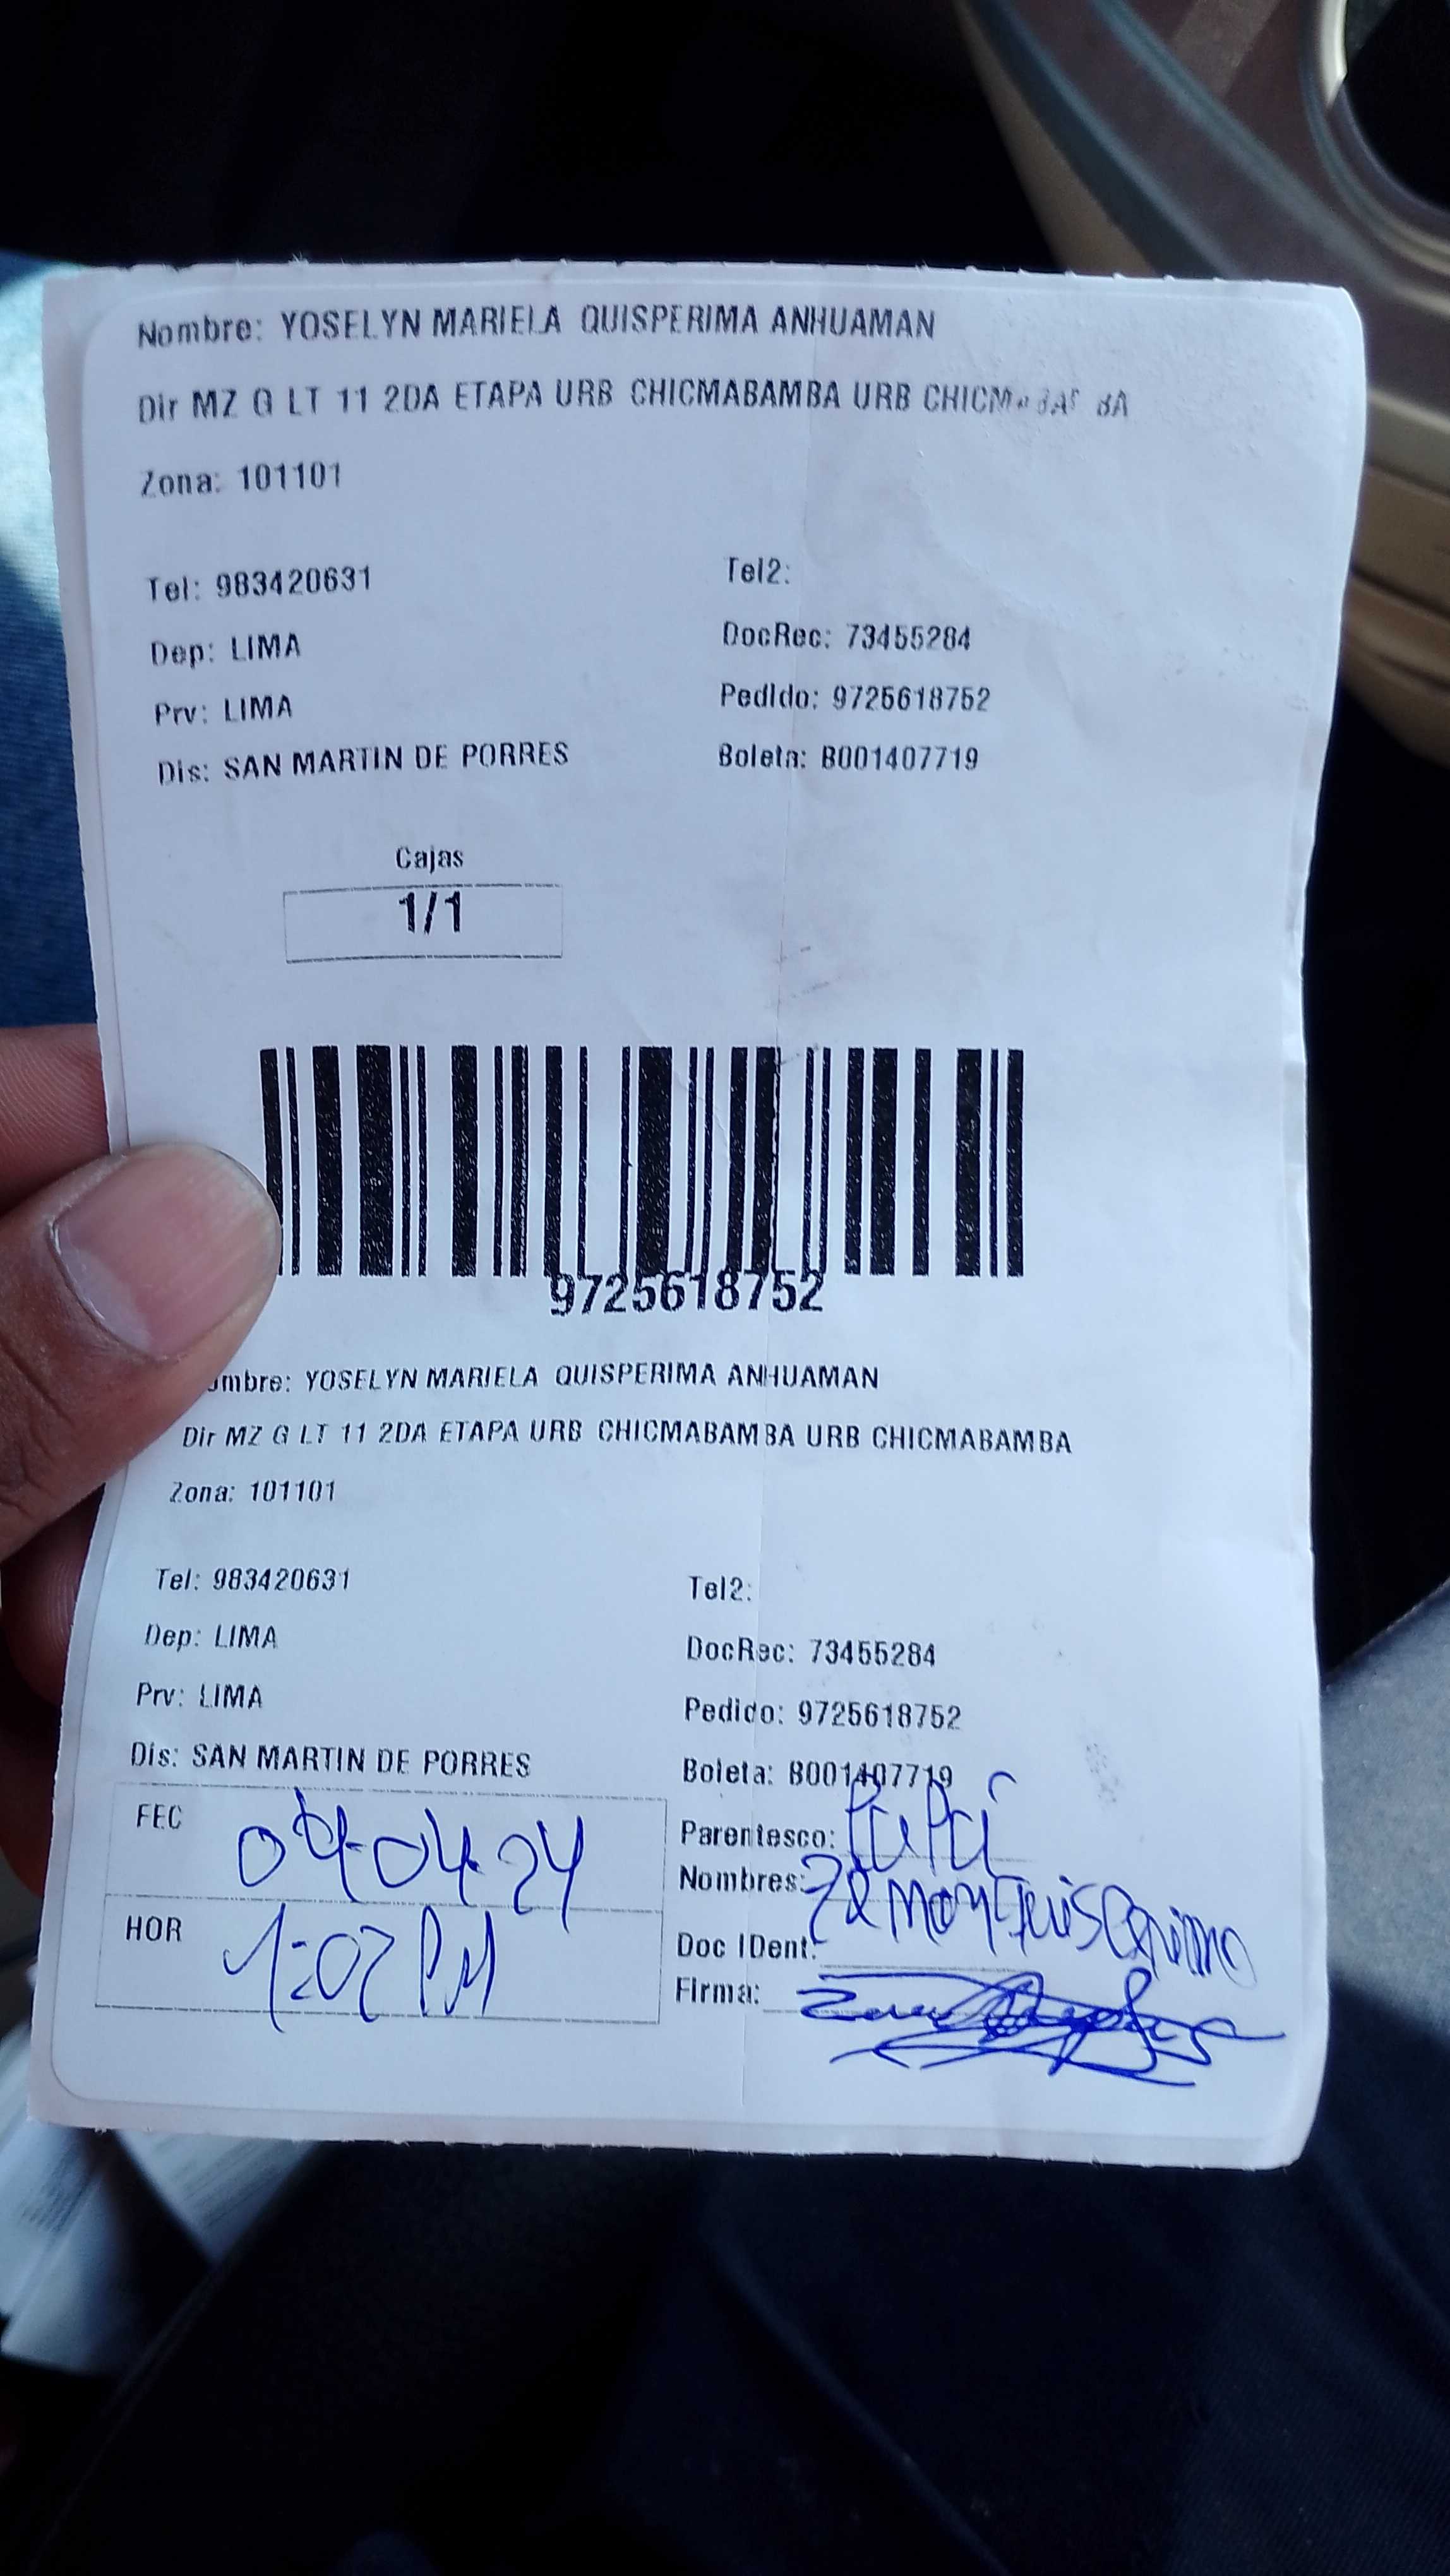 Nombre: YOSELYN MARIELA QUISPERIMA ANHUAMAN
Dir MZ G LT 11 2DA ETAPA URB CHICMABAMBA URB CHICMABAMBA
Zona: 101101
Tel: 983420631 Tel2:
Dep: LIMA DocRec: 73455284
Prv: LIMA Pedido: 9725618752
Dis: SAN MARTIN DE PORRES Boleta: B001407719
Cajas
1/1
9725618752
ombre: YOSELYN MARIELA QUISPERIMA ANHUAMAN
Dir MZ G LT 11 2DA ETAPA URB CHICMABAMBA URB CHICMABAMBA
Zona: 101101
Tel: 983420631 Tel2:
Dep: LIMA DocRec: 73455284
Prv: LIMA Pedido: 9725618752
Dis: SAN MARTIN DE PORRES Boleta: B001407719
FEC 04-04-24 Parentesco: Papá
Nombres:
HOR 1:07 PM Doc IDent:
Firma: